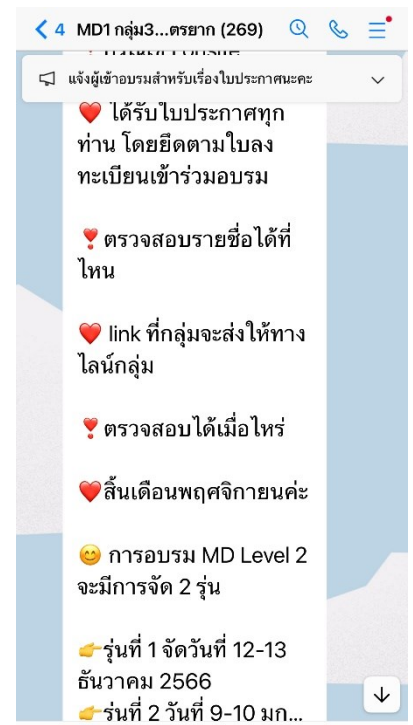 4 MD1 กลุ่ม3...ตรยาก (269)
แจ้งผู้เข้าอบรมสำหรับเรื่องใบประกาศนะคะ
❤️ ได้รับใบประกาศทุก
ท่าน โดยยึดตามใบลง
ทะเบียนเข้าร่วมอบรม
❣️ ตรวจสอบรายชื่อได้ที่
ไหน
❤️ link ที่กลุ่มจะส่งให้ทาง
ไลน์กลุ่ม
❣️ ตรวจสอบได้เมื่อไหร่
❤️สิ้นเดือนพฤศจิกายนค่ะ
😊 การอบรม MD Level 2
จะมีการจัด 2 รุ่น
👉รุ่นที่ 1 จัดวันที่ 12-13
ธันวาคม 2566
👉รุ่นที่ 2 วันที่ 9-10 มก...